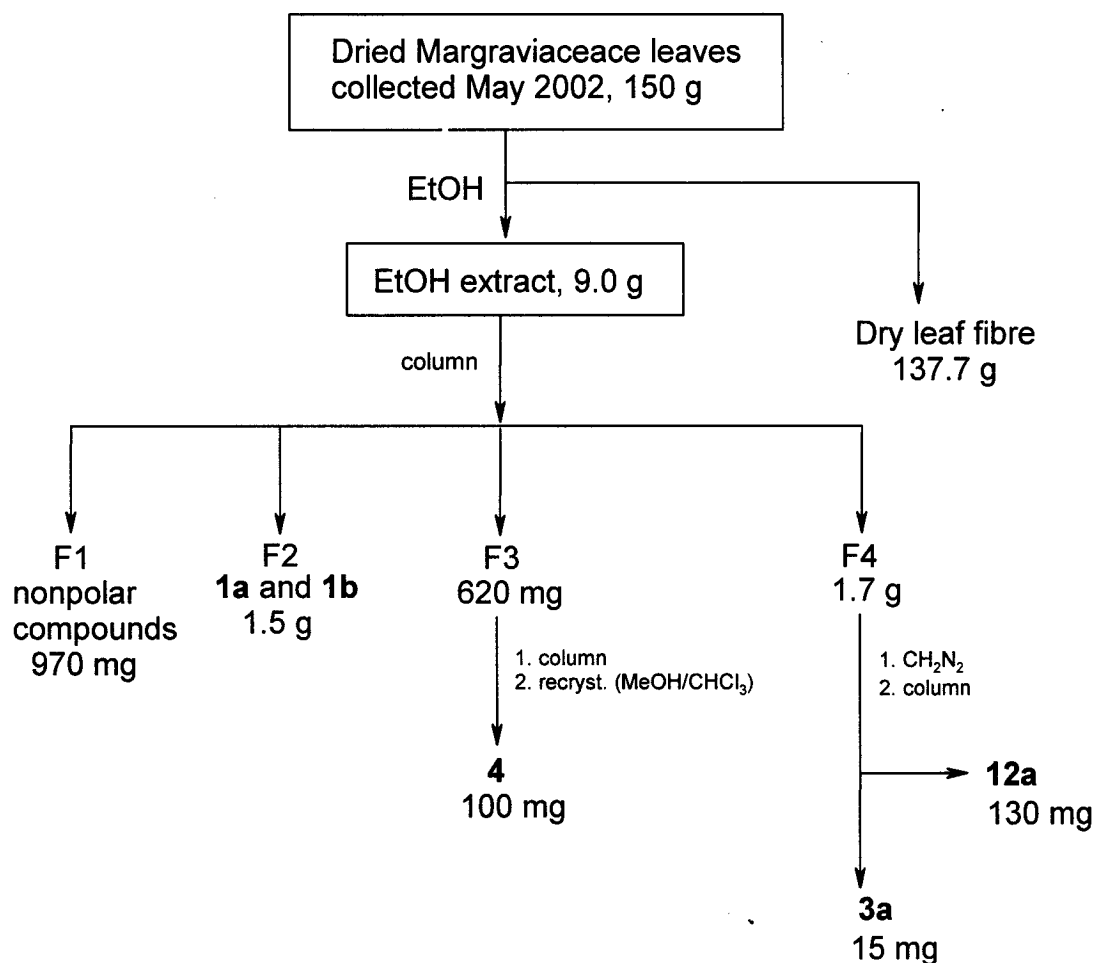 Dried Margraviaceace leaves
collected May 2002, 150 g
EtOH
EtOH extract, 9.0 g
Dry leaf fibre
137.7 g
column
F1
nonpolar
compounds
970 mg
F2
1a and 1b
1.5 g
F3
620 mg
F4
1.7 g
1. column
2. recryst. (MeOH/CHCl₃)
1. CH₂N₂
2. column
4
100 mg
12a
130 mg
3a
15 mg